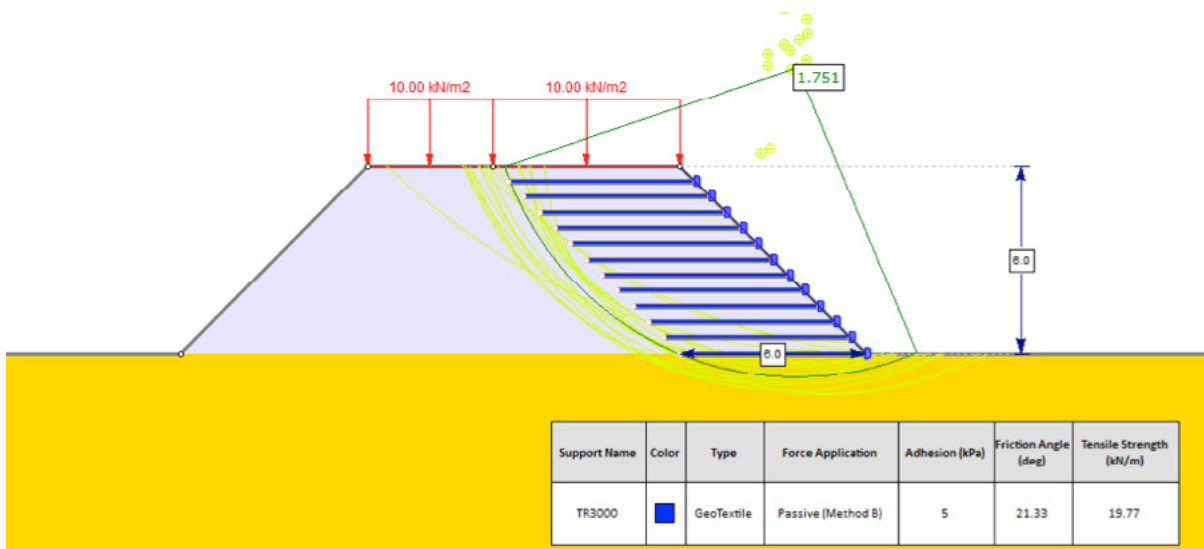 1.751
10.00 kN/m2 10.00 kN/m2
6.0
6.0
Support Name Color Type Force Application Adhesion (kPa) Friction Angle (deg) Tensile Strength (kN/m)
TR3000 GeoTextile Passive (Method B) 5 21.33 19.77